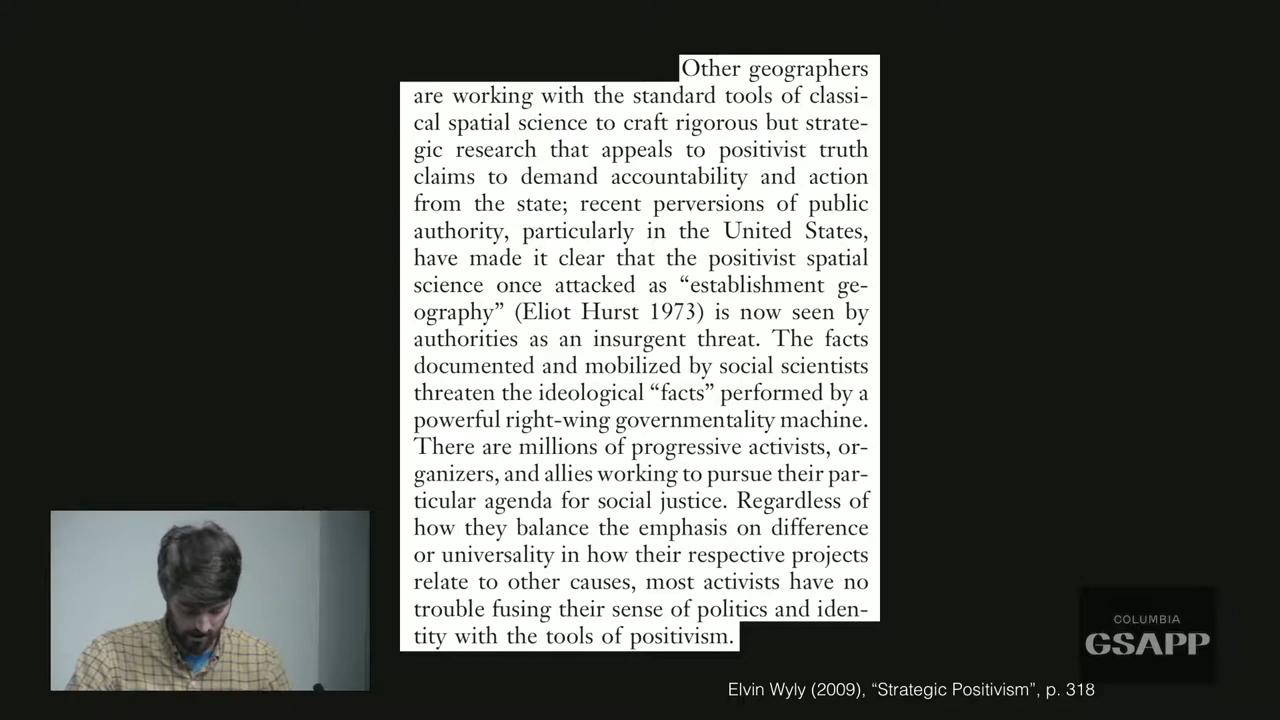 Other geographers
are working with the standard tools of classi-
cal spatial science to craft rigorous but strate-
gic research that appeals to positivist truth
claims to demand accountability and action
from the state; recent perversions of public
authority, particularly in the United States,
have made it clear that the positivist spatial
science once attacked as “establishment ge-
ography” (Eliot Hurst 1973) is now seen by
authorities as an insurgent threat. The facts
documented and mobilized by social scientists
threaten the ideological “facts” performed by a
powerful right-wing governmentality machine.
There are millions of progressive activists, or-
ganizers, and allies working to pursue their par-
ticular agenda for social justice. Regardless of
how they balance the emphasis on difference
or universality in how their respective projects
relate to other causes, most activists have no
trouble fusing their sense of politics and iden-
tity with the tools of positivism.
COLUMBIA
GSAPP
Elvin Wyly (2009), “Strategic Positivism”, p. 318